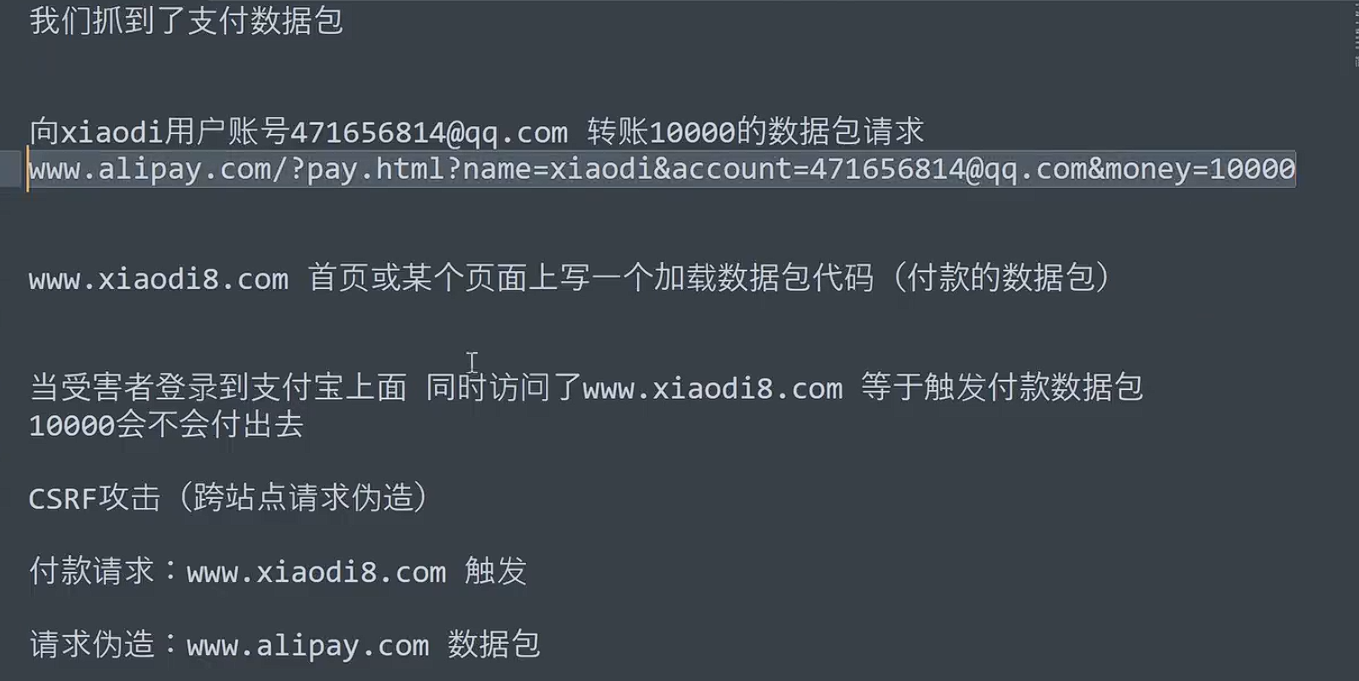 我们抓到了支付数据包
向xiaodi用户账号471656814@qq.com 转账10000的数据包请求
www.alipay.com/?pay.html?name=xiaodi&account=471656814@qq.com&money=10000
www.xiaodi8.com 首页或某个页面上写一个加载数据包代码（付款的数据包）
当受害者登录到支付宝上面 同时访问了www.xiaodi8.com 等于触发付款数据包
10000会不会付出去
CSRF攻击（跨站点请求伪造）
付款请求：www.xiaodi8.com 触发
请求伪造：www.alipay.com 数据包